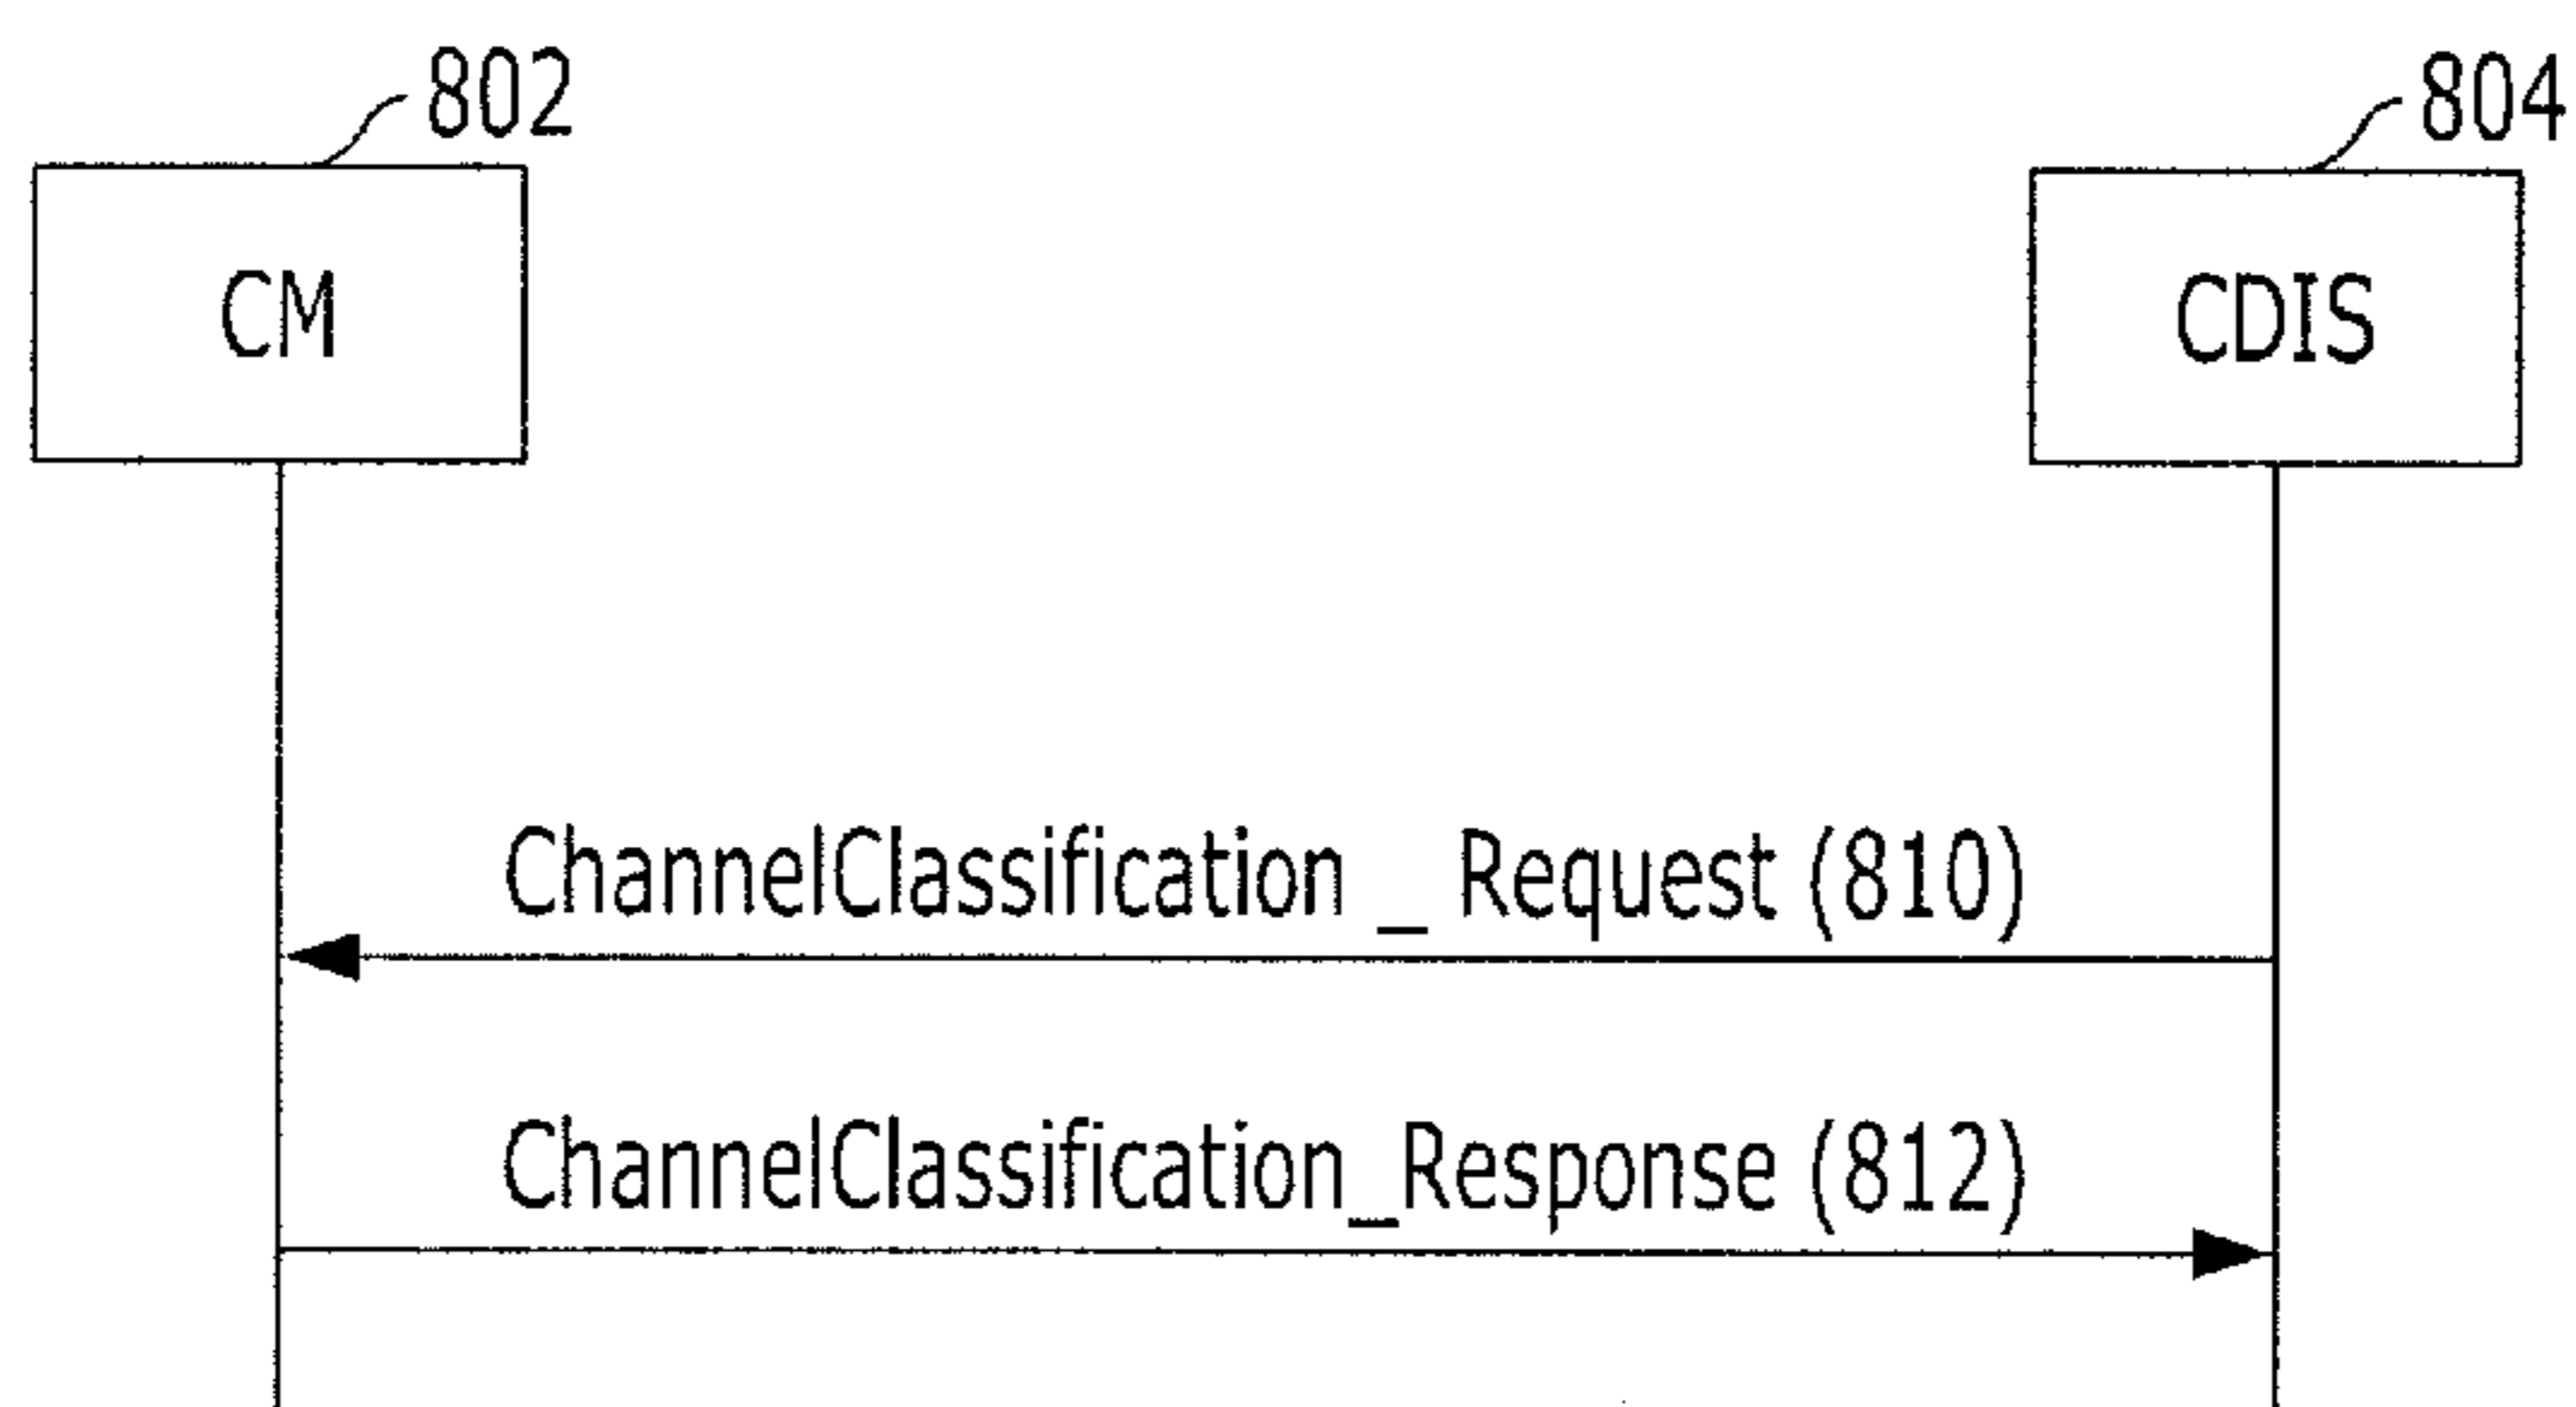 802
804
CM
CDIS
ChannelClassification _ Request (810)
ChannelClassification_Response (812)